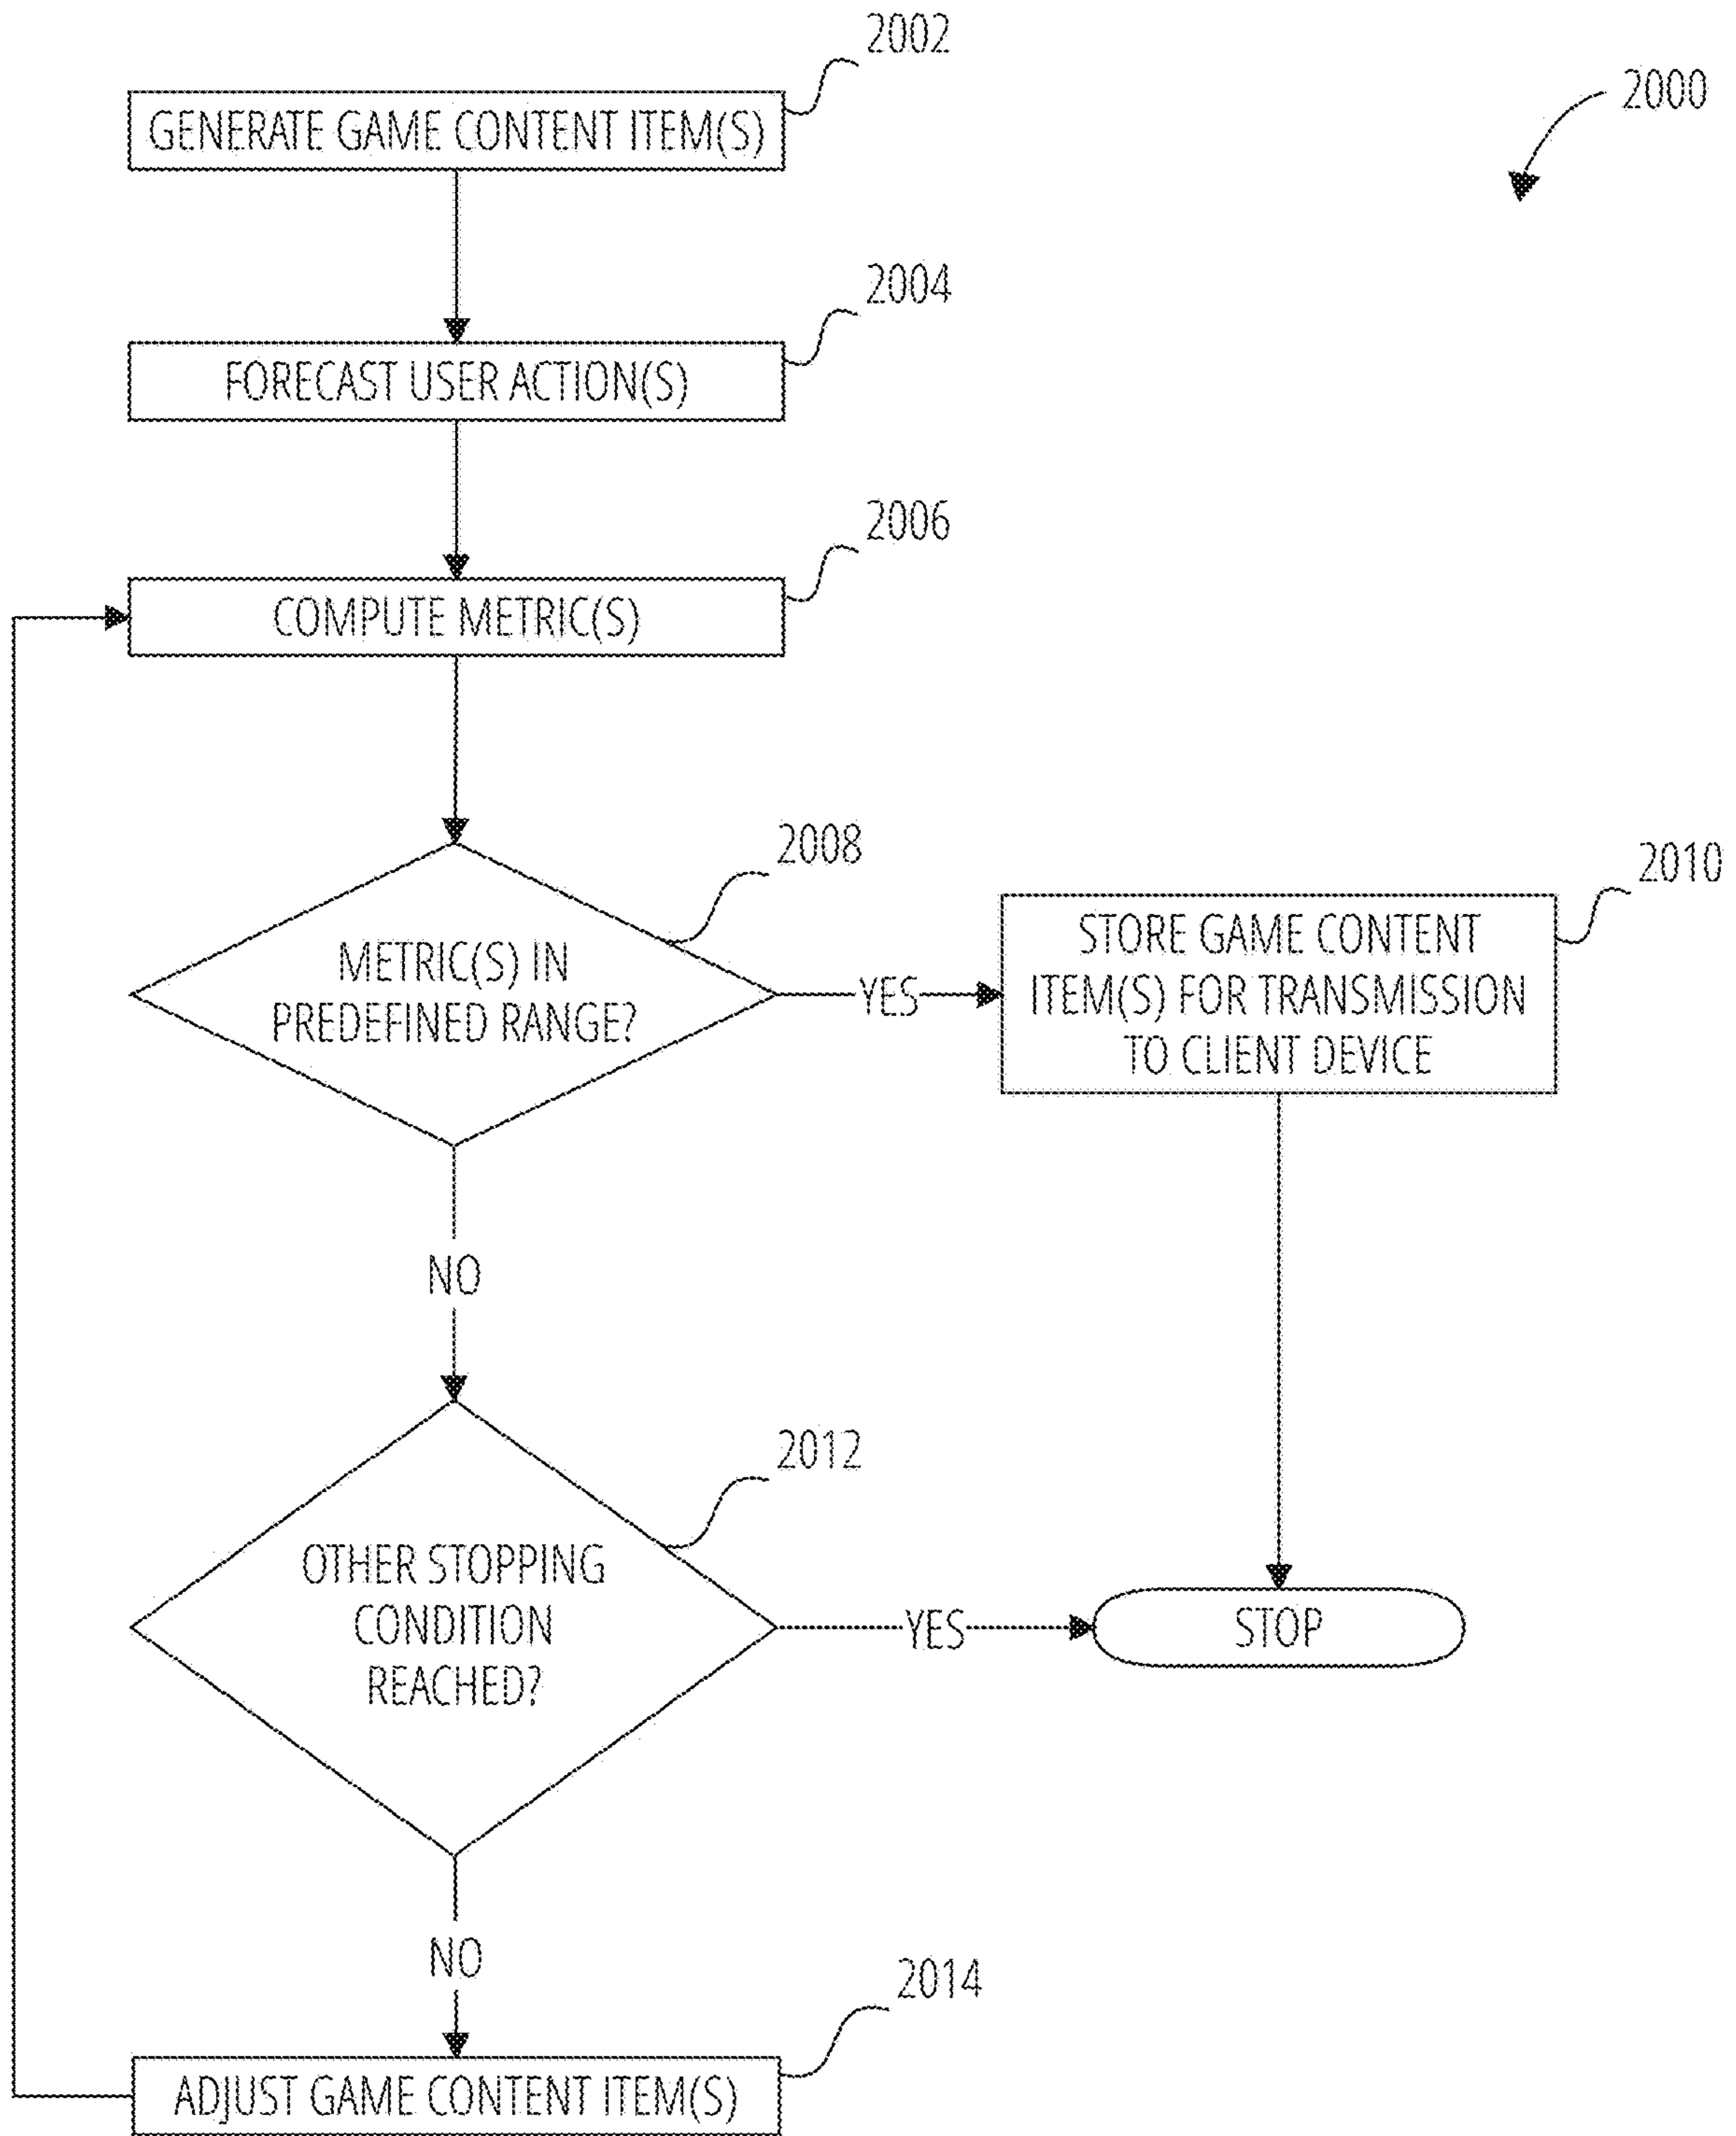 2002
2000
GENERATE GAME CONTENT ITEM(S)
2004
FORECAST USER ACTION(S)
2006
COMPUTE METRIC(S)
2008
METRIC(S) IN
PREDEFINED RANGE?
YES
2010
STORE GAME CONTENT
ITEM(S) FOR TRANSMISSION
TO CLIENT DEVICE
NO
2012
OTHER STOPPING
CONDITION
REACHED?
YES
STOP
NO
2014
ADJUST GAME CONTENT ITEM(S)